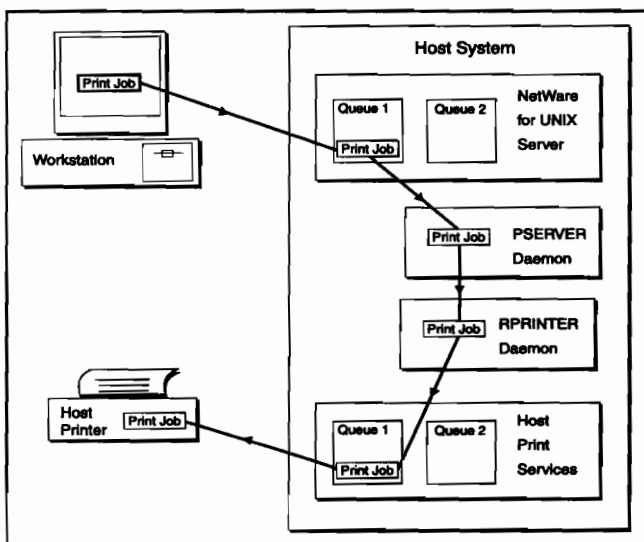 Host System
Print Job
Workstation
Queue 1
Queue 2
Print Job
NetWare
for UNIX
Server
Print Job
PSERVER
Daemon
Print Job
RPRINTER
Daemon
Host
Printer
Print Job
Queue 1
Queue 2
Print Job
Host
Print
Services